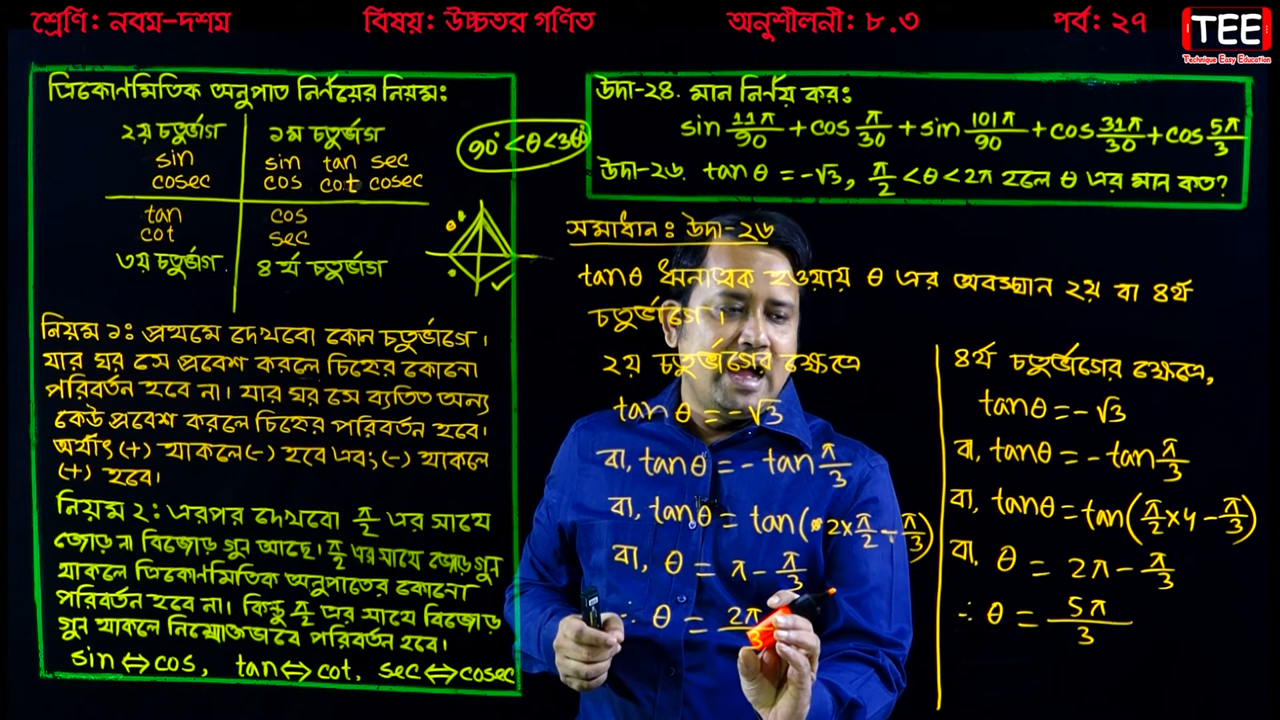 শ্রেণি: নবম-দশম
বিষয়: উচ্চতর গণিত
অনুশীলনী: ৮.৩
পর্ব: ২৭
TEE
Technique Easy Education
ত্রিকোণমিতিক অনুপাত নির্ণয়ের নিয়ম:
২য় চতুর্ভাগ
১ম চতুর্ভাগ
sin
sin tan sec
cosec
cos cot cosec
tan
cos
cot
sec
৩য় চতুর্ভাগ.
৪র্থ চতুর্ভাগ
90° < θ < 360°
নিয়ম ১: প্রথমে দেখবো কোন চতুর্ভাগে।
যার ঘর সে প্রবেশ করলে চিহ্নের কোনো
পরিবর্তন হবে না। যার ঘর সে ব্যতিত অন্য
কেউ প্রবেশ করলে চিহ্নের পরিবর্তন হবে।
অর্থাৎ (+) থাকলে (-) হবে এবং (-) থাকলে
(+) হবে।
নিয়ম ২: এরপর দেখবো π/2 এর সাথে
জোড় না বিজোড় গুন আছে। π/2 এর সাথে জোড় গুন
থাকলে ত্রিকোণমিতিক অনুপাতের কোনো
পরিবর্তন হবে না। কিন্তু π/2 এর সাথে বিজোড়
গুন থাকলে নিম্নোক্তভাবে পরিবর্তন হবে।
sin ⇔ cos, tan ⇔ cot, sec ⇔ cosec
উদা-২৪. মান নির্ণয় কর:
sin 11π/90 + cos π/30 + sin 101π/90 + cos 31π/30 + cos 5π/3
উদা-২৬. tan θ = -√3, π/2 < θ < 2π হলে θ এর মান কত?
সমাধান: উদা-২৬
tanθ ঋনাত্মক হওয়ায় θ এর অবস্থান ২য় বা ৪র্থ
চতুর্ভাগে।
২য় চতুর্ভাগের ক্ষেত্রে
tan θ = -√3
বা, tan θ = - tan π/3
বা, tan θ = tan (2 × π/2 - π/3)
বা, θ = π - π/3
∴ θ = 2π/3
৪র্থ চতুর্ভাগের ক্ষেত্রে,
tanθ = - √3
বা, tanθ = - tan π/3
বা, tanθ = tan (π/2 × 4 - π/3)
বা, θ = 2π - π/3
∴ θ = 5π/3